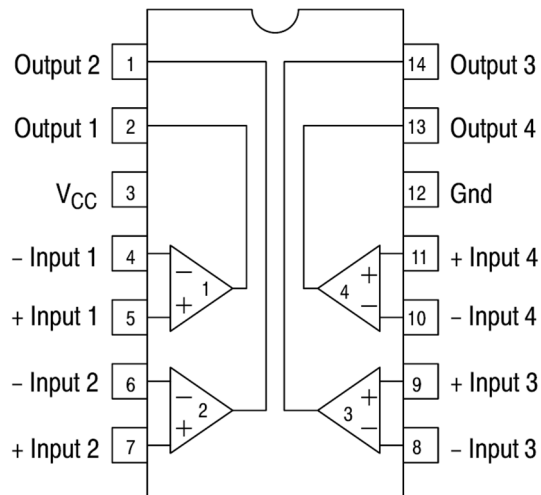 Output 2 1 14 Output 3
Output 1 2 13 Output 4
VCC 3 12 Gnd
– Input 1 4 − 11 + Input 4
1 + 4
+ Input 1 5 + − 10 – Input 4
– Input 2 6 − + 9 + Input 3
2 3
+ Input 2 7 + − 8 – Input 3